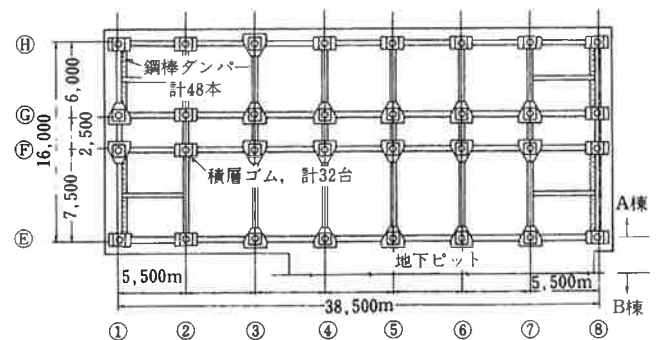 Ⓗ
鋼棒ダンパー
計48本
6,000
Ⓖ
16,000
2,500
Ⓕ
積層ゴム，計32台
7,500
A棟
Ⓔ
地下ピット
5,500m
5,500m
B棟
38,500m
① ② ③ ④ ⑤ ⑥ ⑦ ⑧